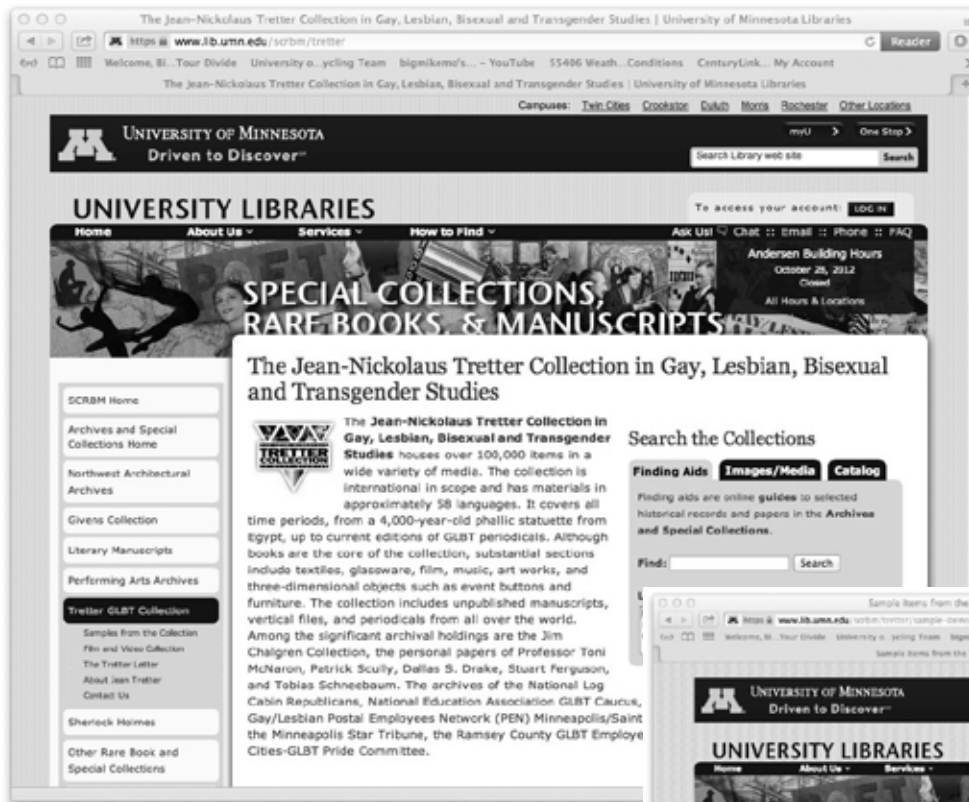 The Jean-Nickolaus Tretter Collection in Gay, Lesbian, Bisexual and Transgender Studies | University of Minnesota Libraries
https www.lib.umn.edu/scrbm/tretter Reader
Welcome, Bi...Tour Divide University o...ycling Team bigmikemo's... - YouTube 55406 Weath...Conditions CenturyLink... My Account
The Jean-Nickolaus Tretter Collection in Gay, Lesbian, Bisexual and Transgender Studies | University of Minnesota Libraries
Campuses: Twin Cities Crookston Duluth Morris Rochester Other Locations
UNIVERSITY OF MINNESOTA
Driven to Discover
myU One Stop
Search Library web site Search
UNIVERSITY LIBRARIES
To access your account: LOG IN
Home About Us Services How to Find Ask Us! Chat :: Email :: Phone :: FAQ
Andersen Building Hours
October 28, 2012
Closed
All Hours & Locations
SPECIAL COLLECTIONS,
RARE BOOKS, & MANUSCRIPTS
SCRBM Home
Archives and Special
Collections Home
Northwest Architectural
Archives
Givens Collection
Literary Manuscripts
Performing Arts Archives
Tretter GLBT Collection
Samples from the Collection
Film and Video Collection
The Tretter Letter
About Jean Tretter
Contact Us
Sherlock Holmes
Other Rare Book and
Special Collections
The Jean-Nickolaus Tretter Collection in Gay, Lesbian, Bisexual
and Transgender Studies
TRETTER
COLLECTION
The Jean-Nickolaus Tretter Collection in
Gay, Lesbian, Bisexual and Transgender
Studies houses over 100,000 items in a
wide variety of media. The collection is
international in scope and has materials in
approximately 58 languages. It covers all
time periods, from a 4,000-year-old phallic statuette from
Egypt, up to current editions of GLBT periodicals. Although
books are the core of the collection, substantial sections
include textiles, glassware, film, music, art works, and
three-dimensional objects such as event buttons and
furniture. The collection includes unpublished manuscripts,
vertical files, and periodicals from all over the world.
Among the significant archival holdings are the Jim
Chalgren Collection, the personal papers of Professor Toni
McNaron, Patrick Scully, Dallas S. Drake, Stuart Ferguson,
and Tobias Schneebaum. The archives of the National Log
Cabin Republicans, National Education Association GLBT Caucus,
Gay/Lesbian Postal Employees Network (PEN) Minneapolis/Saint
the Minneapolis Star Tribune, the Ramsey County GLBT Employe
Cities-GLBT Pride Committee.
Search the Collections
Finding Aids Images/Media Catalog
Finding aids are online guides to selected
historical records and papers in the Archives
and Special Collections.
Find: Search
Sample Items from the
https www.lib.umn.edu/scrbm/tretter/sample-items
Welcome, Bi...Tour Divide University o...ycling Team
Sample Items from the
UNIVERSITY OF MINNESOTA
Driven to Discover
UNIVERSITY LIBRARIES
Home About Us Services